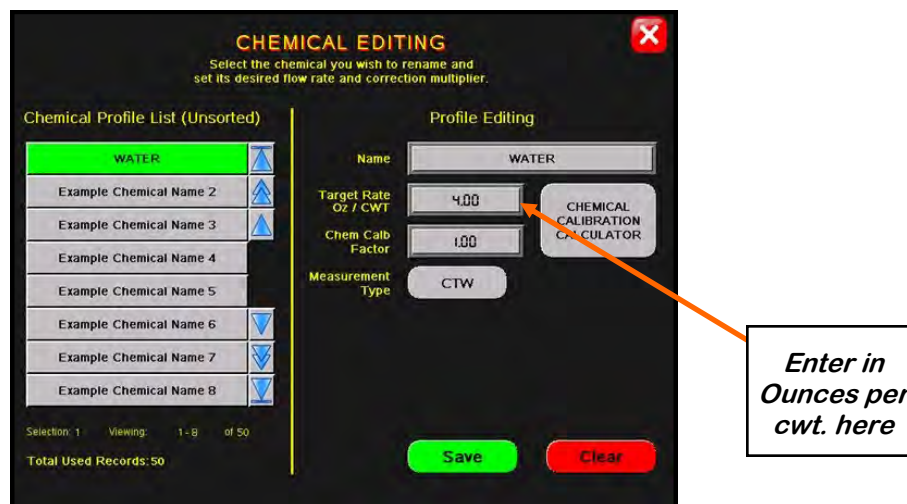 CHEMICAL EDITING
Select the chemical you wish to rename and
set its desired flow rate and correction multiplier.
Chemical Profile List (Unsorted)
WATER
Example Chemical Name 2
Example Chemical Name 3
Example Chemical Name 4
Example Chemical Name 5
Example Chemical Name 6
Example Chemical Name 7
Example Chemical Name 8
Selection: 1 Viewing: 1 - 8 of 50
Total Used Records: 50
Profile Editing
Name WATER
Target Rate
Oz / CWT
4.00
Chem Calb
Factor
1.00
Measurement
Type
CTW
CHEMICAL
CALIBRATION
CALCULATOR
Save
Clear
Enter in
Ounces per
cwt. here